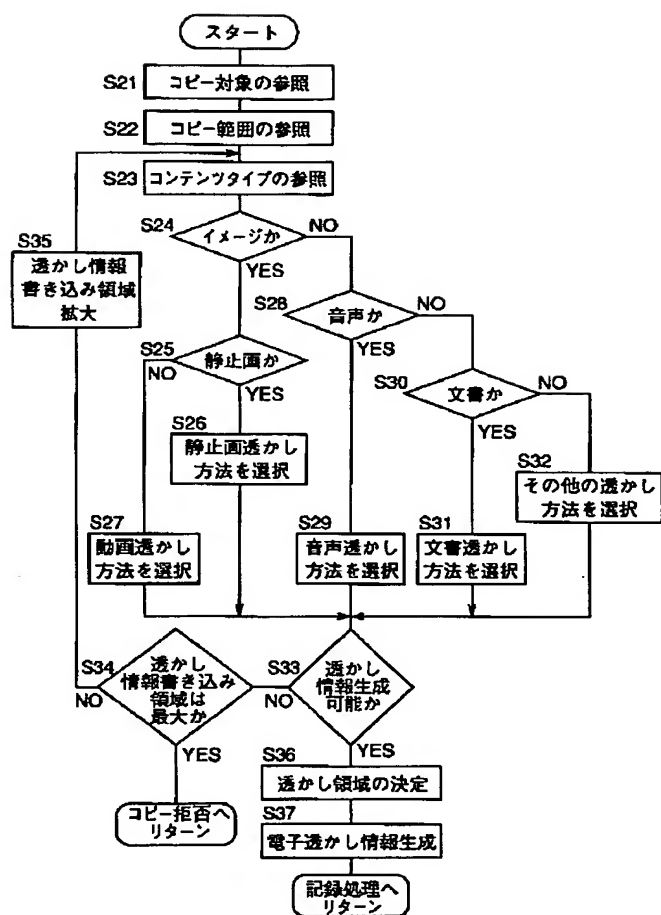 スタート
S21
コピー対象の参照
S22
コピー範囲の参照
S23
コンテンツタイプの参照
S24
イメージか
NO
YES
S35
透かし情報
書き込み領域
拡大
S28
音声か
NO
YES
S25
静止画か
NO
YES
S30
文書か
NO
YES
S26
静止画透かし
方法を選択
S32
その他の透かし
方法を選択
S27
動画透かし
方法を選択
S29
音声透かし
方法を選択
S31
文書透かし
方法を選択
S34
透かし
情報書き込み
領域は
最大か
NO
YES
S33
透かし
情報生成
可能か
NO
YES
S36
透かし領域の決定
コピー拒否へ
リターン
S37
電子透かし情報生成
記録処理へ
リターン